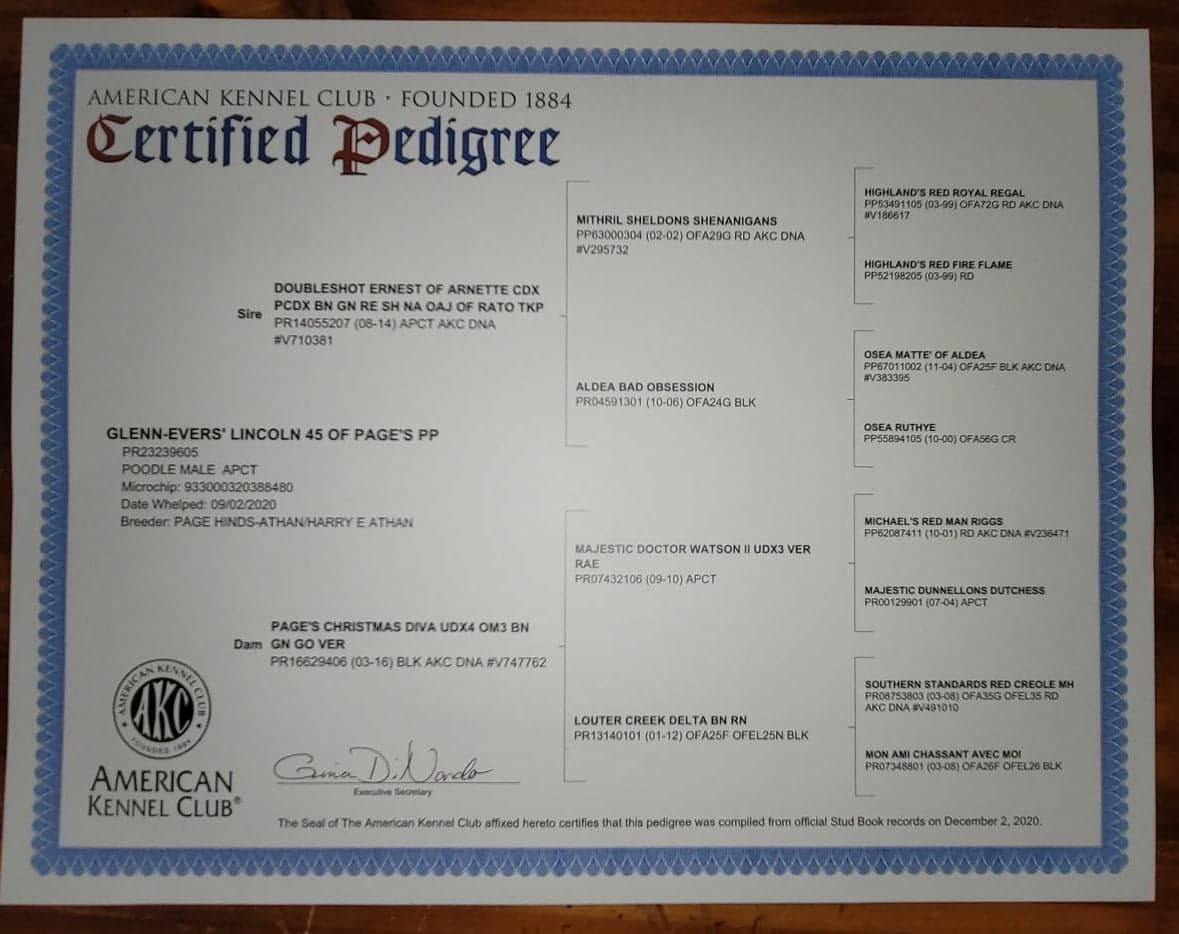 AMERICAN KENNEL CLUB · FOUNDED 1884
Certified Pedigree
Sire
DOUBLESHOT ERNEST OF ARNETTE CDX
PCDX BN GN RE SH NA OAJ OF RATO TKP
PR14055207 (08-14) APCT AKC DNA
#V710381
GLENN-EVERS' LINCOLN 45 OF PAGE'S PP
PR23239605
POODLE MALE APCT
Microchip: 933000320388480
Date Whelped: 09/02/2020
Breeder: PAGE HINDS-ATHAN/HARRY E ATHAN
Dam
PAGE'S CHRISTMAS DIVA UDX4 OM3 BN
GN GO VER
PR16629406 (03-16) BLK AKC DNA #V747762
MITHRIL SHELDONS SHENANIGANS
PP63000304 (02-02) OFA29G RD AKC DNA
#V295732
ALDEA BAD OBSESSION
PR04591301 (10-06) OFA24G BLK
MAJESTIC DOCTOR WATSON II UDX3 VER
RAE
PR07432106 (09-10) APCT
LOUTER CREEK DELTA BN RN
PR13140101 (01-12) OFA25F OFEL25N BLK
HIGHLAND'S RED ROYAL REGAL
PP53491105 (03-99) OFA72G RD AKC DNA
#V186617
HIGHLAND'S RED FIRE FLAME
PP52198205 (03-99) RD
OSEA MATTE' OF ALDEA
PP67011002 (11-04) OFA25F BLK AKC DNA
#V383395
OSEA RUTHYE
PP55894105 (10-00) OFA56G CR
MICHAEL'S RED MAN RIGGS
PP62087411 (10-01) RD AKC DNA #V236471
MAJESTIC DUNNELLONS DUTCHESS
PR00129901 (07-04) APCT
SOUTHERN STANDARDS RED CREOLE MH
PR08753803 (03-08) OFA35G OFEL35 RD
AKC DNA #V491010
MON AMI CHASSANT AVEC MOI
PR07348801 (03-08) OFA26F OFEL26 BLK
AMERICAN KENNEL CLUB
AKC
FOUNDED 1884
AMERICAN
KENNEL CLUB®
Gina DiNardo
Executive Secretary
The Seal of The American Kennel Club affixed hereto certifies that this pedigree was compiled from official Stud Book records on December 2, 2020.